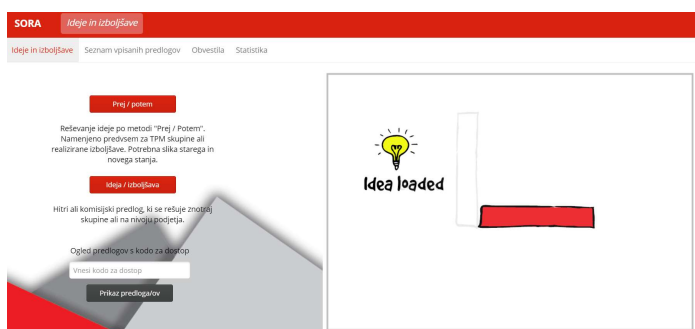 SORA Ideje in izboljšave
Ideje in izboljšave Seznam vpisanih predlogov Obvestila Statistika
Prej / potem
Reševanje ideje po metodi "Prej / Potem".
Namenjeno predvsem za TPM skupine ali
realizirane izboljšave. Potrebna slika starega in
novega stanja.
Ideja / izboljšava
Hitri ali komisijski predlog, ki se rešuje znotraj
skupine ali na nivoju podjetja.
Ogled predlogov s kodo za dostop
Vnesi kodo za dostop
Prikaz predloga/ov
Idea loaded